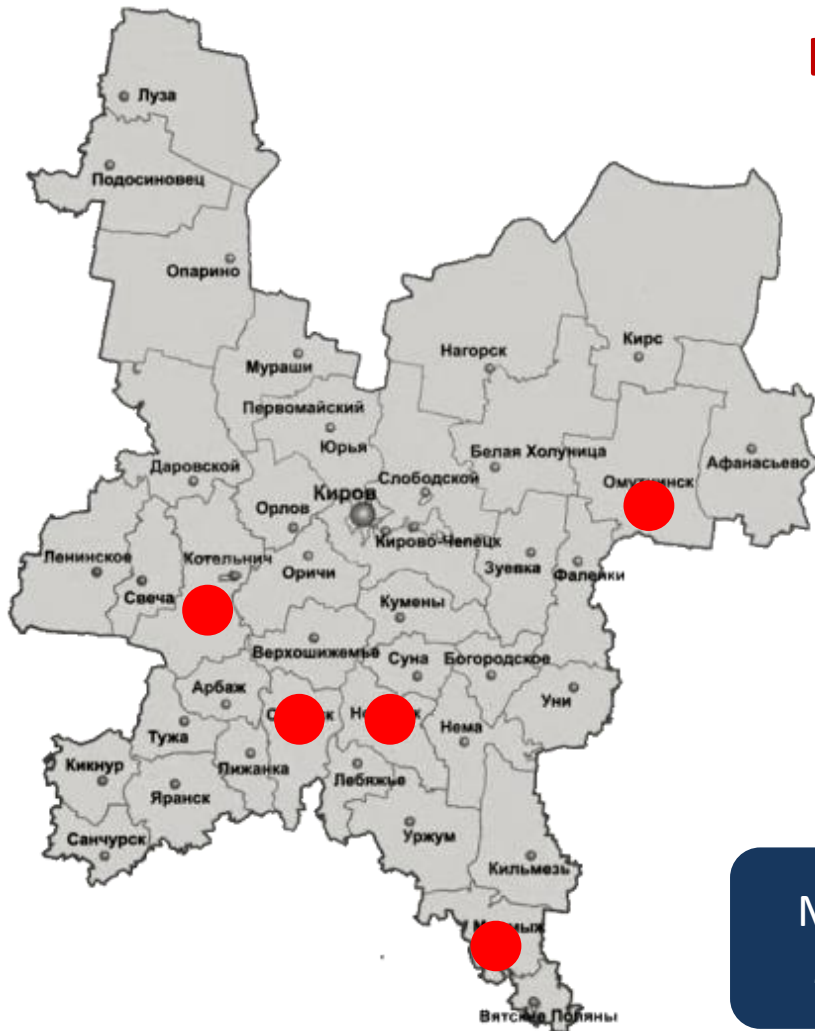 Луза
Подосиновец
Опарино
Мураши
Нагорск
Кирс
Первомайский
Юрья
Белая Холуница
Афанасьево
Даровской
Слободской
Киров
Орлов
Кирово-Чепецк
Зуевка
Фаленки
Ленинское
Котельнич
Оричи
Свеча
Кумены
Верхошижемье
Суна
Богородское
Арбаж
Уни
Тужа
Нема
Кикнур
Пижанка
Лебяжье
Яранск
Уржум
Санчурск
Кильмезь
Вятские Поляны